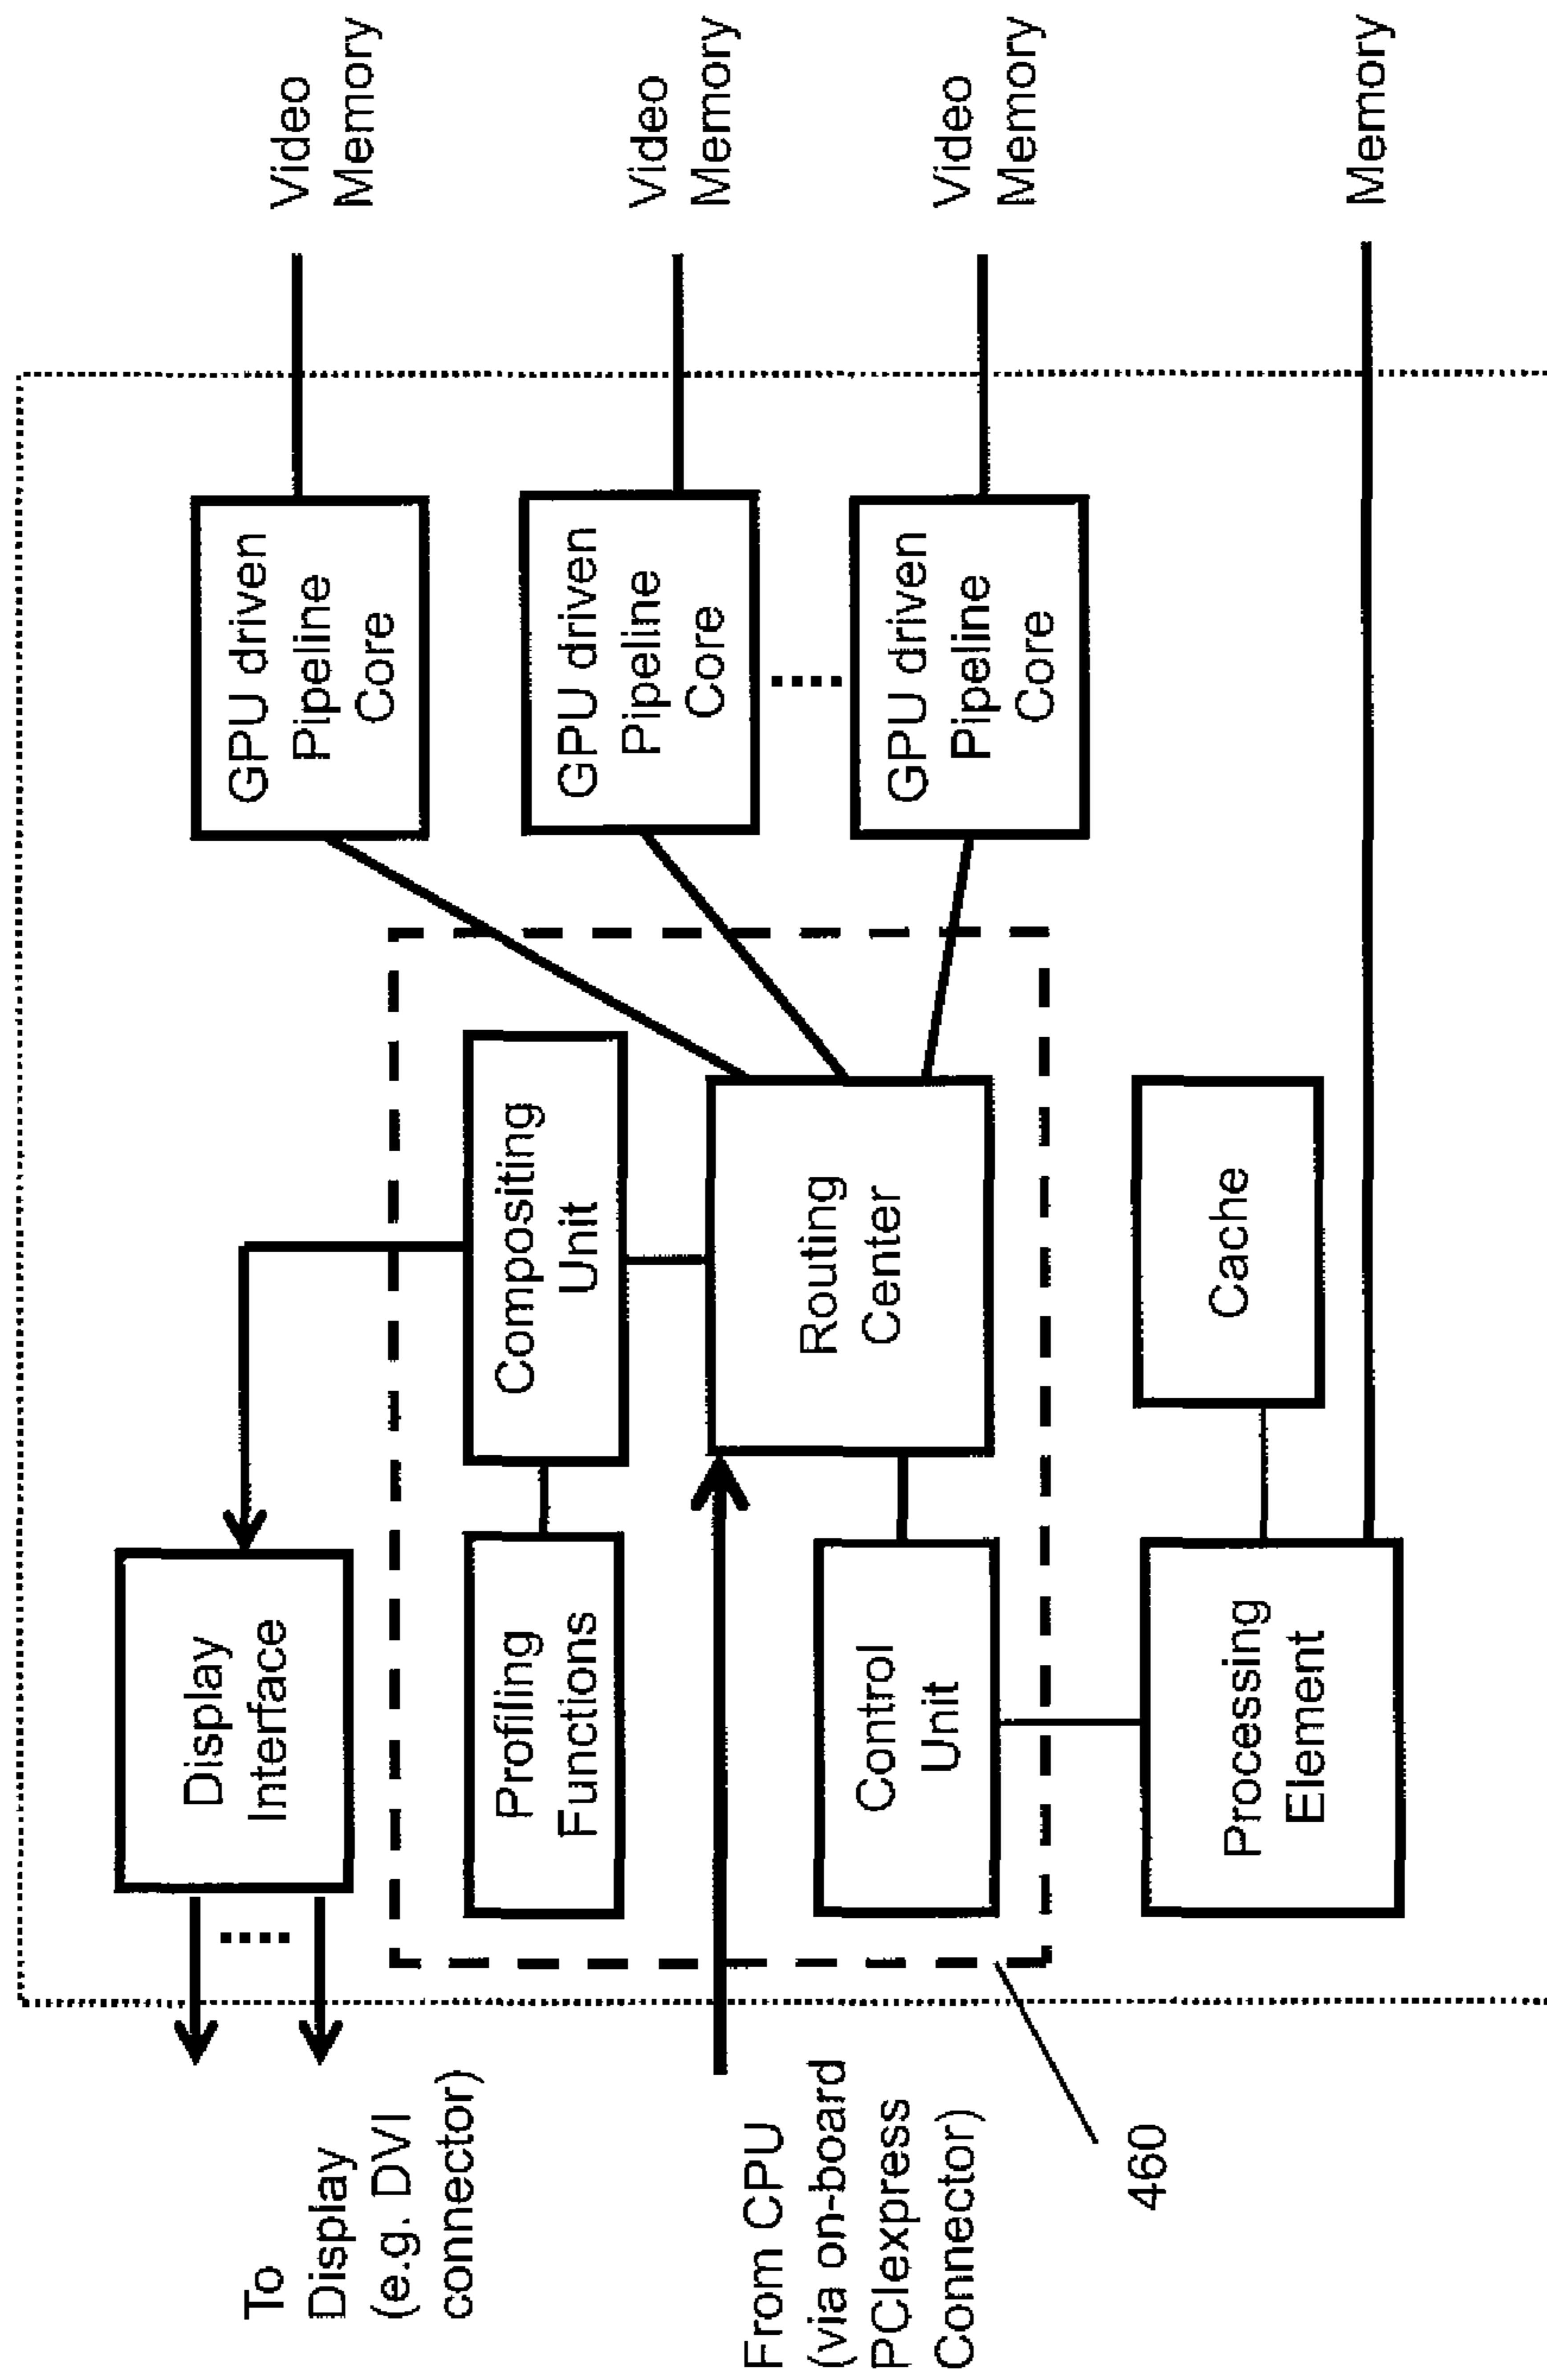 To
Display
(e.g. DVI
connector)
From CPU
(via on-board
PCIexpress
Connector)
460
Display
Interface
Profiling
Functions
Control
Unit
Processing
Element
Compositing
Unit
Routing
Center
Cache
GPU driven
Pipeline
Core
GPU driven
Pipeline
Core
GPU driven
Pipeline
Core
Video
Memory
Video
Memory
Video
Memory
Memory